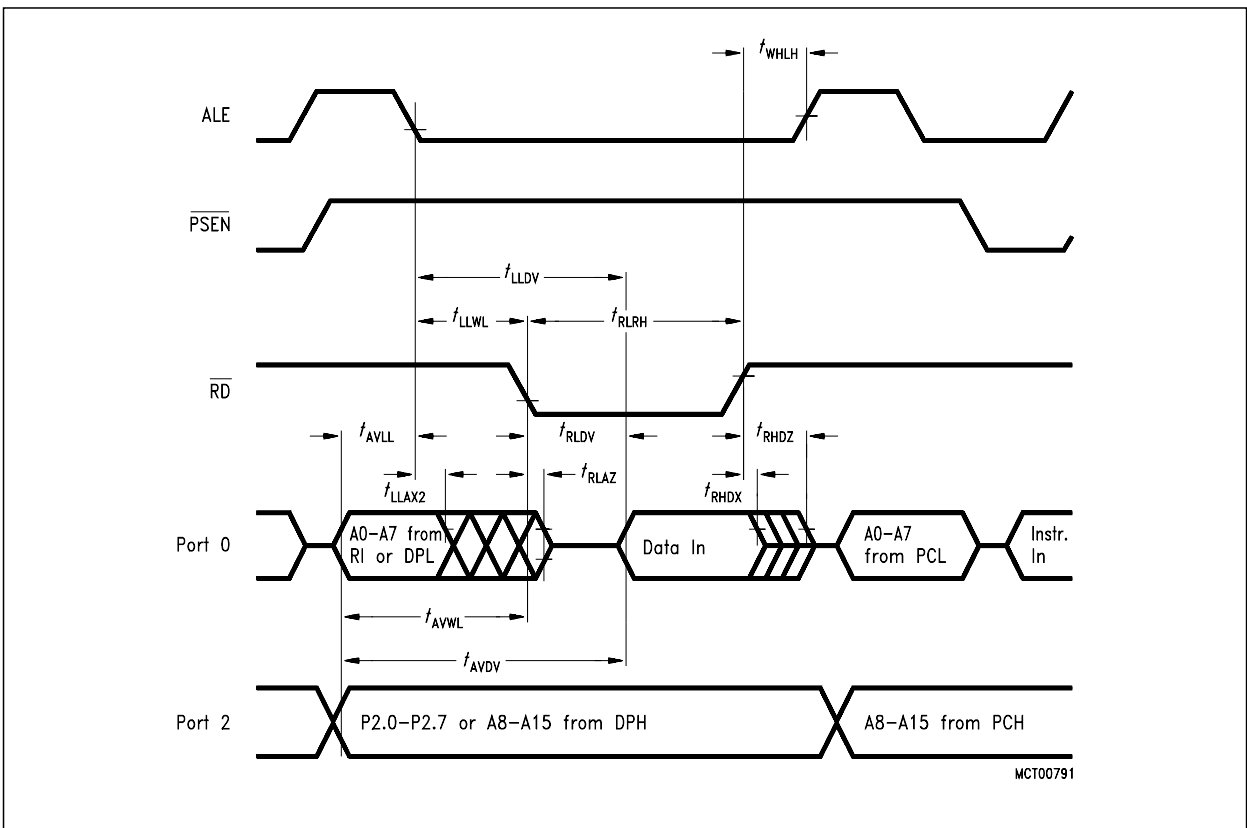 tWHLH
ALE
PSEN
tLLDV
tLLWL
tRLRH
RD
tAVLL
tRLDV
tRHDZ
tRLAZ
tLLAX2
tRHDX
Port 0
A0–A7 from
RI or DPL
Data In
A0–A7
from PCL
Instr.
In
tAVWL
tAVDV
Port 2
P2.0–P2.7 or A8–A15 from DPH
A8–A15 from PCH
MCT00791